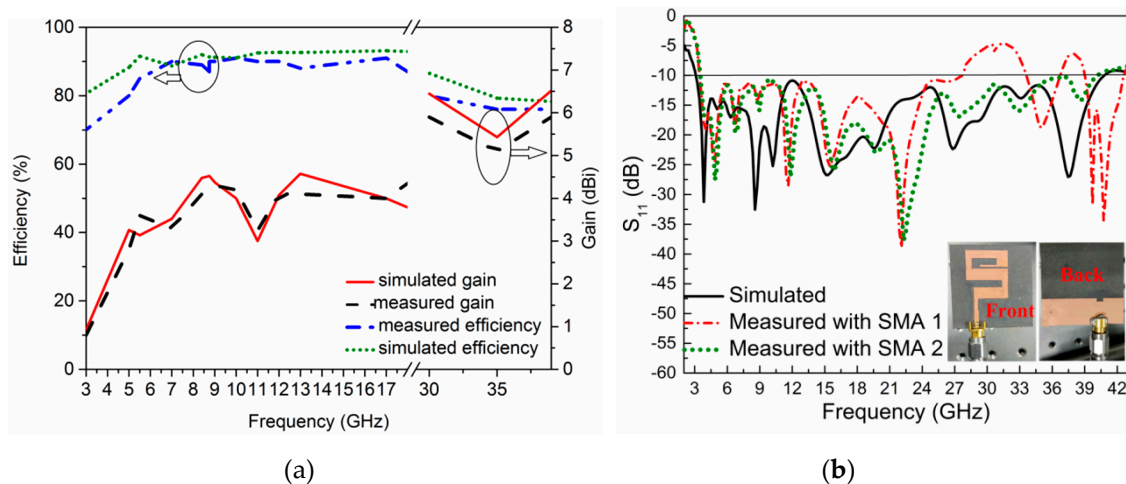 (a)
100
80
60
40
20
0
Efficiency (%)
8
7
6
5
4
3
2
1
0
Gain (dBi)
simulated gain
measured gain
measured efficiency
simulated efficiency
3 4 5 6 7 8 9 10 11 12 13 14 15 16 17 30 35
Frequency (GHz)
0
-5
-10
-15
-20
-25
-30
-35
-40
-45
-50
-55
-60
S11 (dB)
Simulated
Measured with SMA 1
Measured with SMA 2
Front
Back
3 6 9 12 15 18 21 24 27 30 33 36 39 42
Frequency (GHz)
(a)
(b)